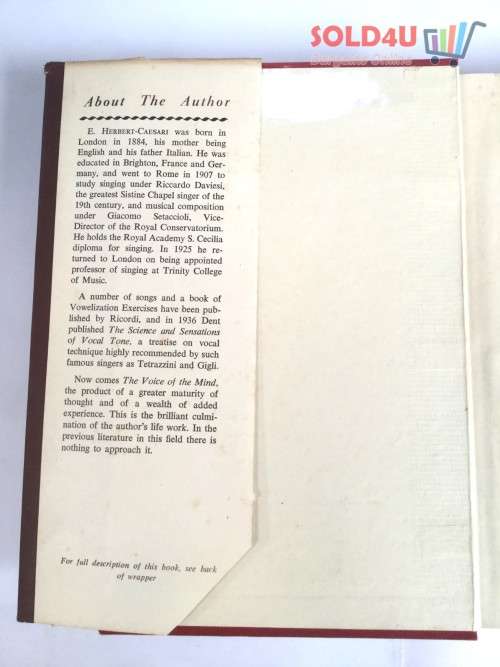 SOLD4U
Bargains Online
About The Author
E. HERBERT-CAESARI was born in
London in 1884, his mother being
English and his father Italian. He was
educated in Brighton, France and Ger-
many, and went to Rome in 1907 to
study singing under Riccardo Daviesi,
the greatest Sistine Chapel singer of the
19th century, and musical composition
under Giacomo Setaccioli, Vice-
Director of the Royal Conservatorium.
He holds the Royal Academy S. Cecilia
diploma for singing. In 1925 he re-
turned to London on being appointed
professor of singing at Trinity College
of Music.
A number of songs and a book of
Vowelization Exercises have been pub-
lished by Ricordi, and in 1936 Dent
published The Science and Sensations
of Vocal Tone, a treatise on vocal
technique highly recommended by such
famous singers as Tetrazzini and Gigli.
Now comes The Voice of the Mind,
the product of a greater maturity of
thought and of a wealth of added
experience. This is the brilliant culmi-
nation of the author's life work. In the
previous literature in this field there is
nothing to approach it.
For full description of this book, see back
of wrapper